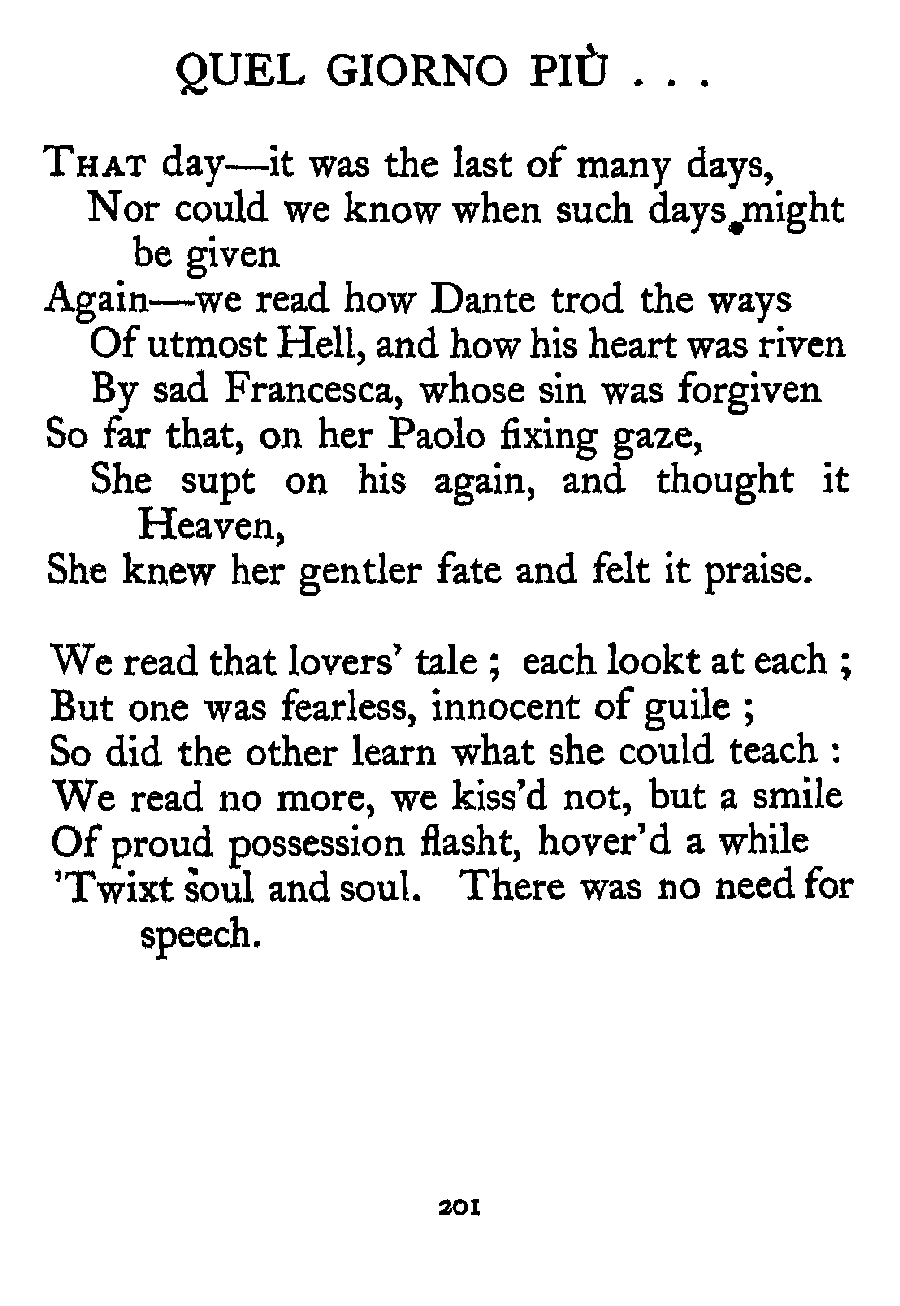 QUEL GIORNO PIÙ . . .
THAT day—it was the last of many days,
Nor could we know when such days might
be given
Again—we read how Dante trod the ways
Of utmost Hell, and how his heart was riven
By sad Francesca, whose sin was forgiven
So far that, on her Paolo fixing gaze,
She supt on his again, and thought it
Heaven,
She knew her gentler fate and felt it praise.
We read that lovers' tale ; each lookt at each ;
But one was fearless, innocent of guile ;
So did the other learn what she could teach :
We read no more, we kiss'd not, but a smile
Of proud possession flasht, hover'd a while
'Twixt soul and soul. There was no need for
speech.
201